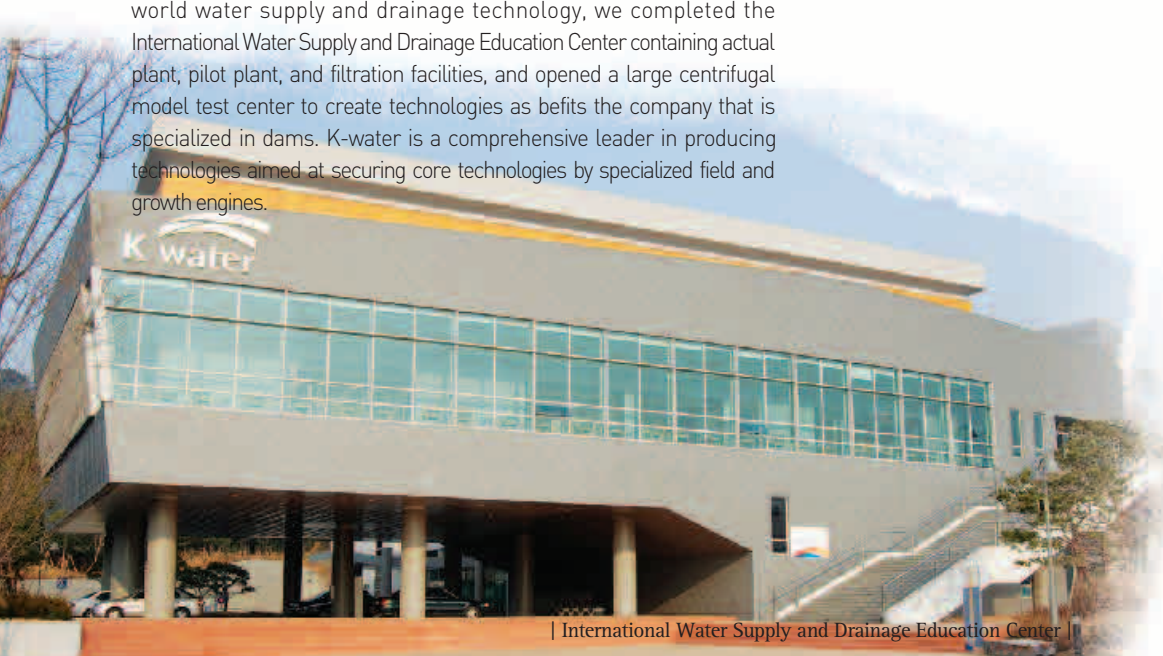 world water supply and drainage technology, we completed the
International Water Supply and Drainage Education Center containing actual
plant, pilot plant, and filtration facilities, and opened a large centrifugal
model test center to create technologies as befits the company that is
specialized in dams. K-water is a comprehensive leader in producing
technologies aimed at securing core technologies by specialized field and
growth engines.
K water
| International Water Supply and Drainage Education Center |